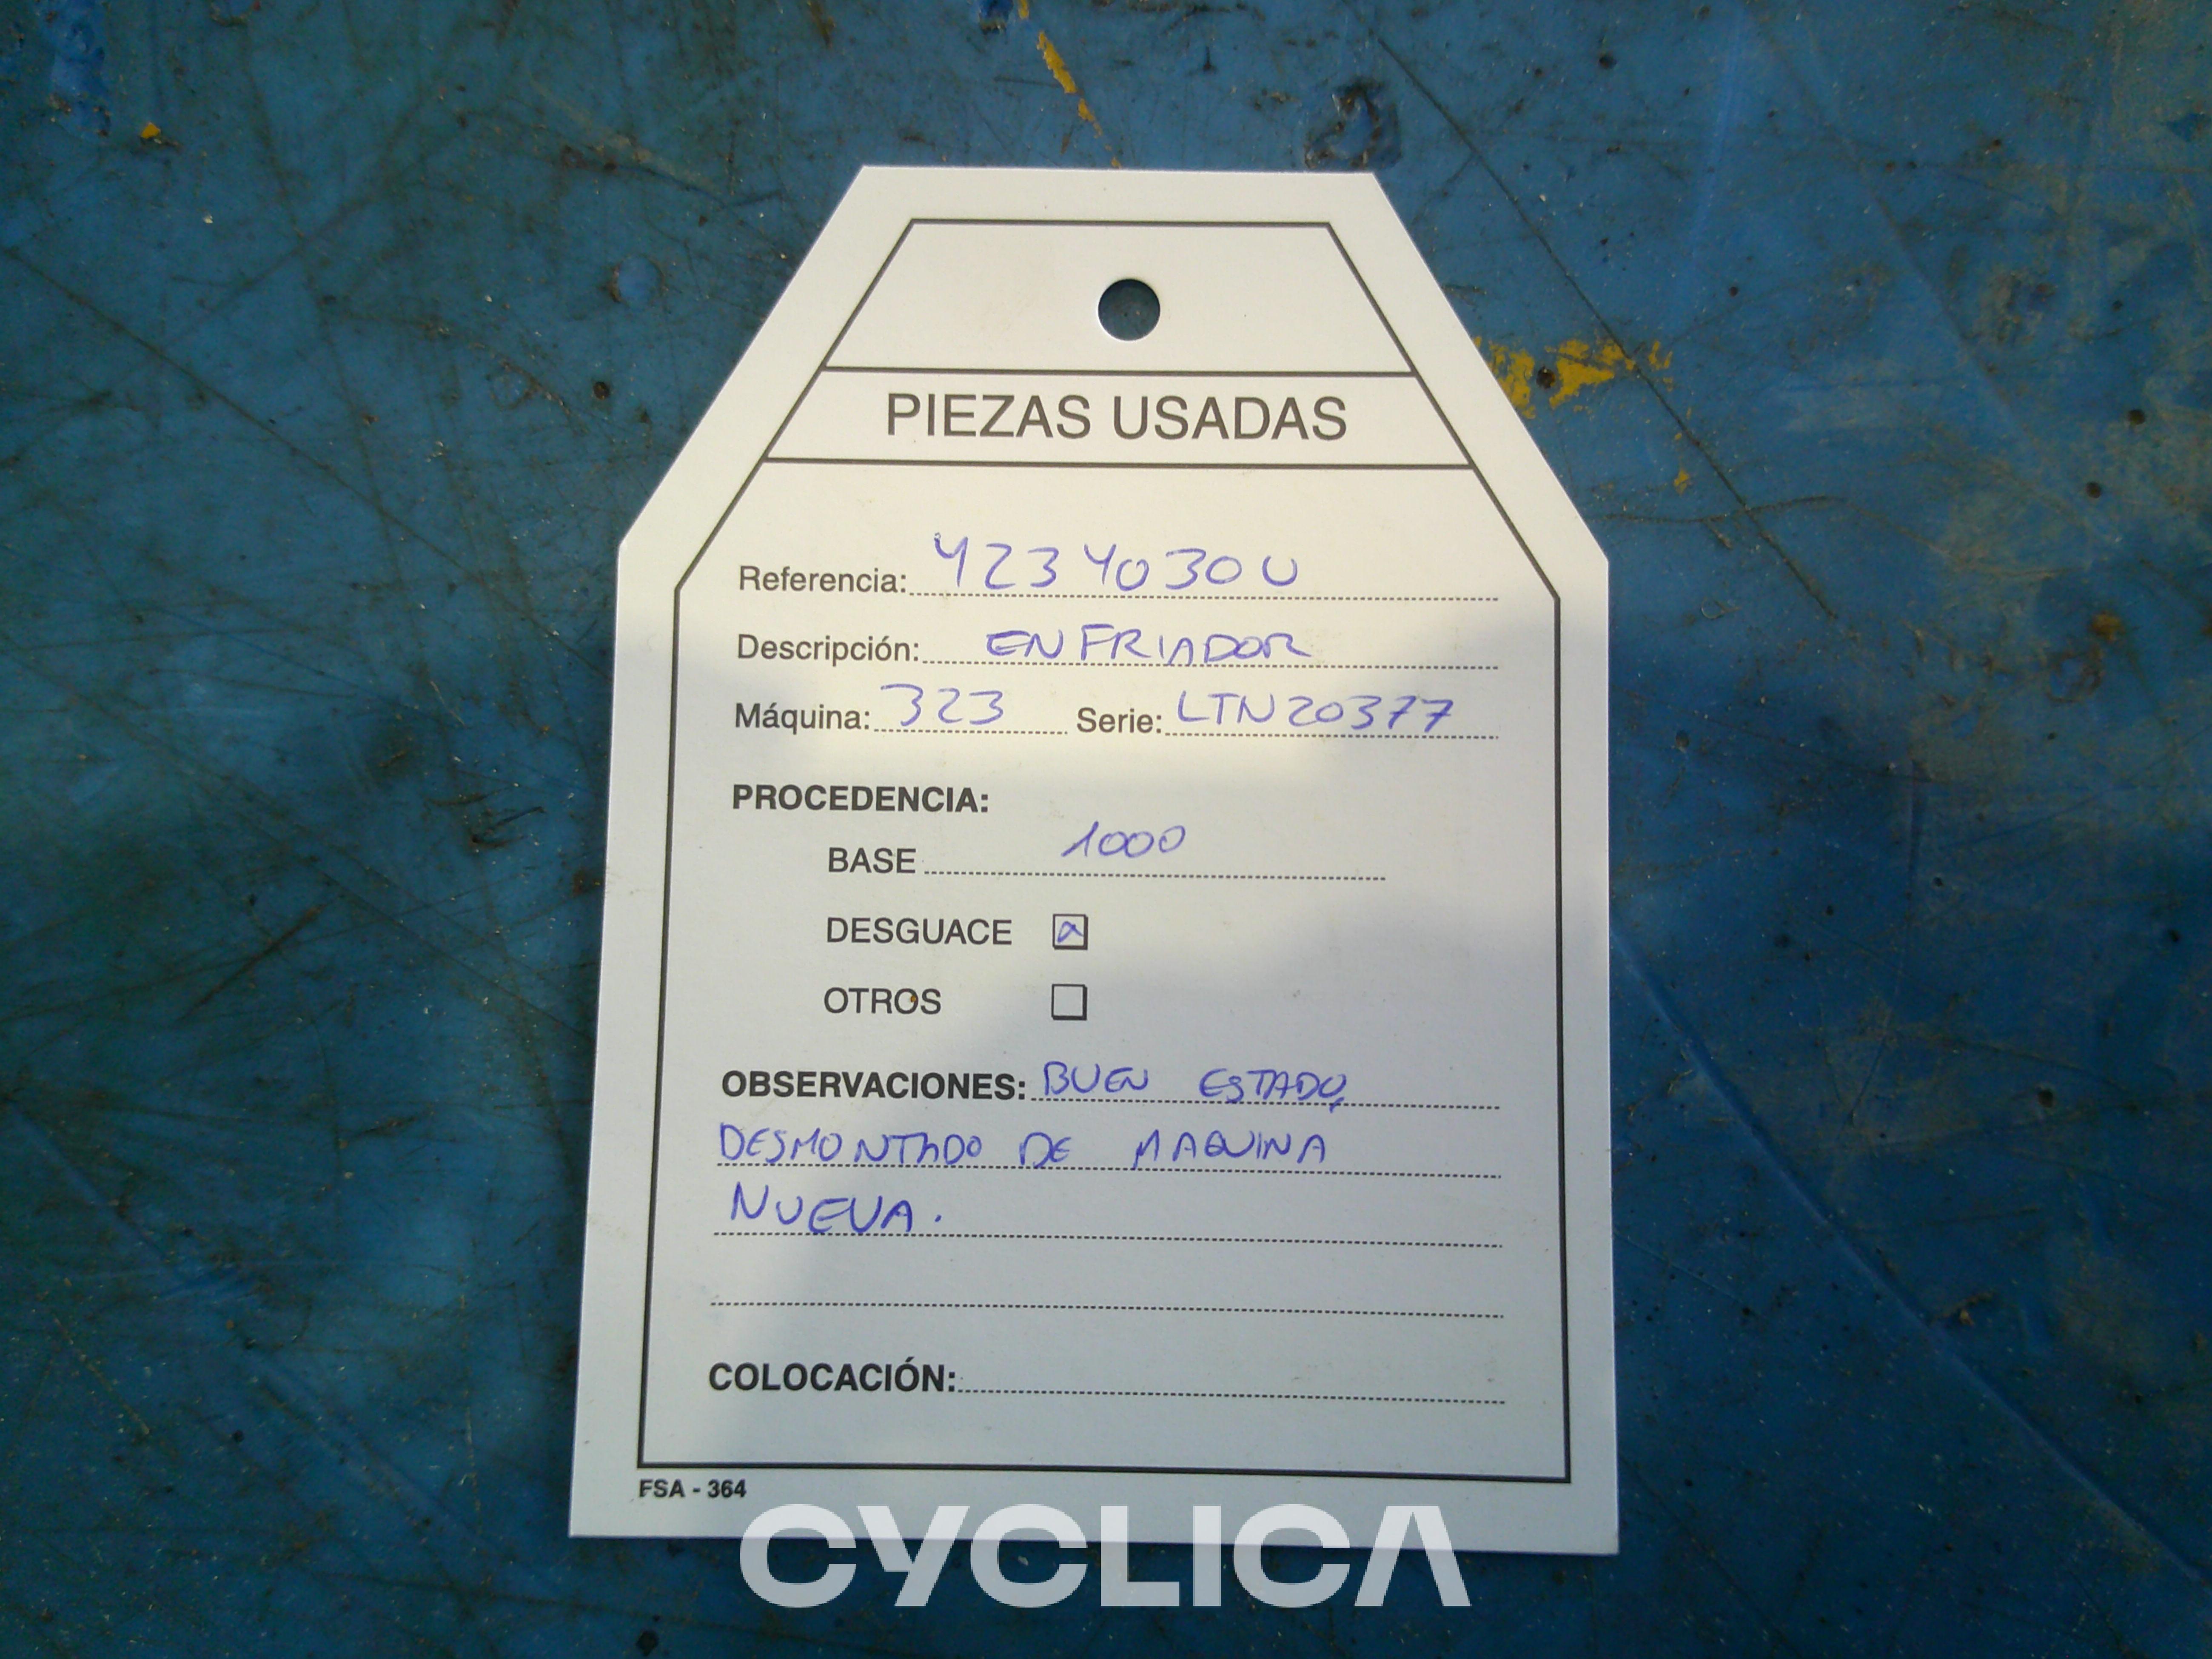 PIEZAS USADAS
Referencia: 4234030U
Descripción: ENFRIADOR
Máquina: 323 Serie: LTN20377
PROCEDENCIA:
BASE 1000
DESGUACE
OTROS
OBSERVACIONES: BUEN ESTADO,
DESMONTADO DE MAQUINA
NUEVA.
COLOCACIÓN:
FSA - 364
CYCLICA